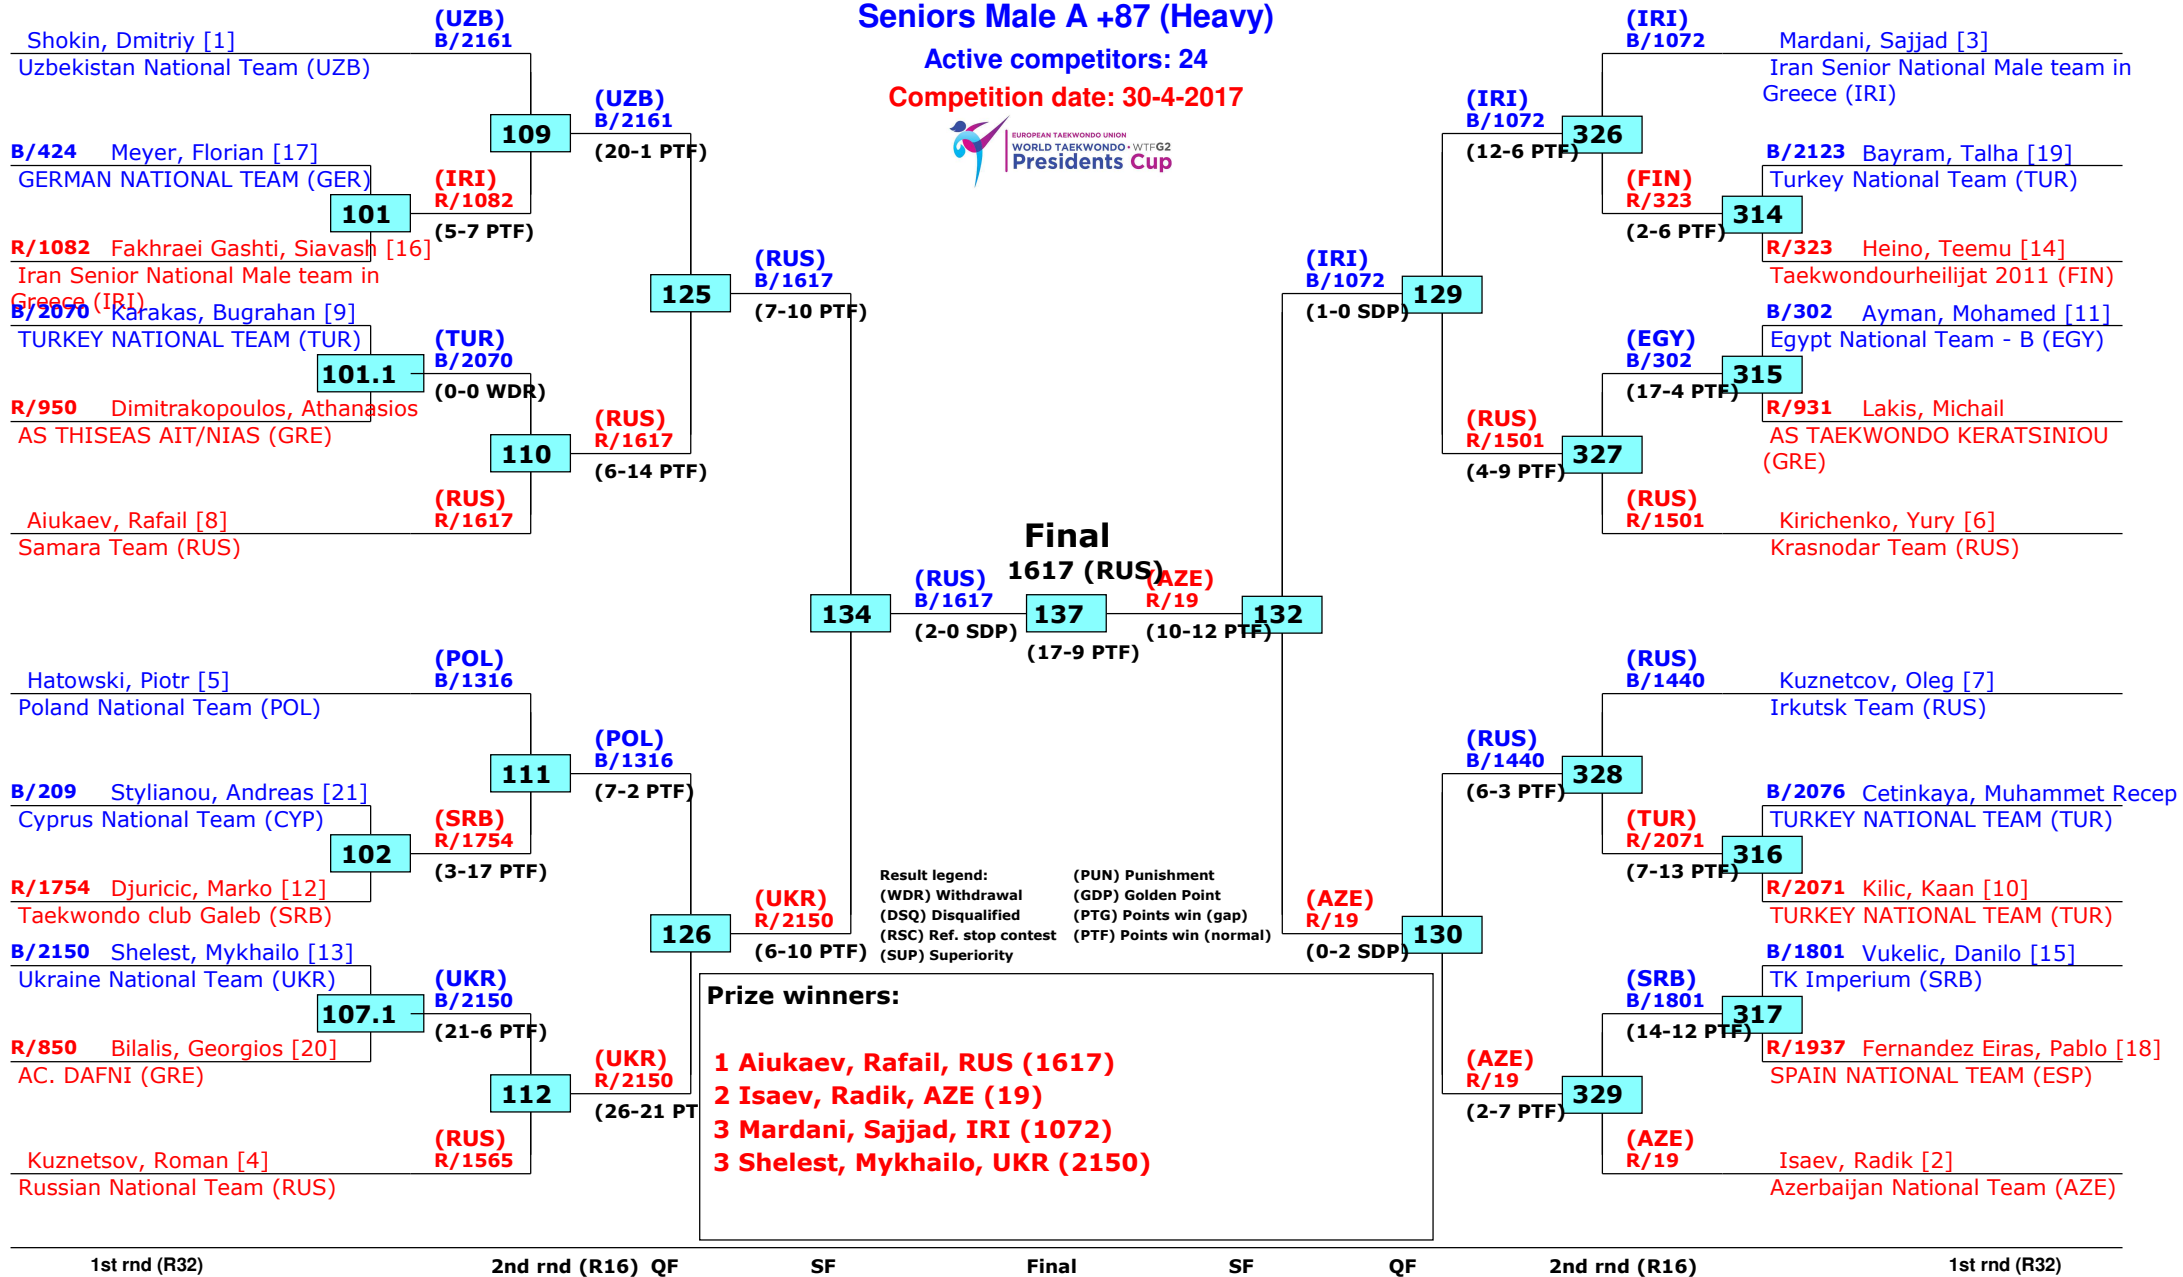 Seniors Male A +87 (Heavy)
Active competitors: 24
Competition date: 30-4-2017
EUROPEAN TAEKWONDO UNION
WORLD TAEKWONDO • WTFG2
Presidents Cup
Shokin, Dmitriy [1]
Uzbekistan National Team (UZB)
(UZB)
B/2161
B/424 Meyer, Florian [17]
GERMAN NATIONAL TEAM (GER)
101
R/1082 Fakhraei Gashti, Siavash [16]
Iran Senior National Male team in
Greece (IRI)
(IRI)
R/1082
(5-7 PTF)
109
(UZB)
B/2161
(20-1 PTF)
B/2070 Karakas, Bugrahan [9]
TURKEY NATIONAL TEAM (TUR)
101.1
R/950 Dimitrakopoulos, Athanasios
AS THISEAS AIT/NIAS (GRE)
(TUR)
B/2070
(0-0 WDR)
110
Aiukaev, Rafail [8]
Samara Team (RUS)
(RUS)
R/1617
(RUS)
R/1617
(6-14 PTF)
125
(RUS)
B/1617
(7-10 PTF)
Hatowski, Piotr [5]
Poland National Team (POL)
(POL)
B/1316
B/209 Stylianou, Andreas [21]
Cyprus National Team (CYP)
102
R/1754 Djuricic, Marko [12]
Taekwondo club Galeb (SRB)
(SRB)
R/1754
(3-17 PTF)
111
(POL)
B/1316
(7-2 PTF)
B/2150 Shelest, Mykhailo [13]
Ukraine National Team (UKR)
107.1
R/850 Bilalis, Georgios [20]
AC. DAFNI (GRE)
(UKR)
B/2150
(21-6 PTF)
112
Kuznetsov, Roman [4]
Russian National Team (RUS)
(RUS)
R/1565
(UKR)
R/2150
(26-21 PT
126
(UKR)
R/2150
(6-10 PTF)
134
(RUS)
B/1617
(2-0 SDP)
Final
1617 (RUS)
137
(17-9 PTF)
(AZE)
R/19
(10-12 PTF)
132
(IRI)
B/1072
(1-0 SDP)
129
(IRI)
B/1072
(12-6 PTF)
326
(IRI)
B/1072
Mardani, Sajjad [3]
Iran Senior National Male team in
Greece (IRI)
(FIN)
R/323
(2-6 PTF)
314
B/2123 Bayram, Talha [19]
Turkey National Team (TUR)
R/323 Heino, Teemu [14]
Taekwondourheilijat 2011 (FIN)
(EGY)
B/302
(17-4 PTF)
315
B/302 Ayman, Mohamed [11]
Egypt National Team - B (EGY)
R/931 Lakis, Michail
AS TAEKWONDO KERATSINIOU
(GRE)
(RUS)
R/1501
(4-9 PTF)
327
(RUS)
R/1501
Kirichenko, Yury [6]
Krasnodar Team (RUS)
(RUS)
B/1440
Kuznetcov, Oleg [7]
Irkutsk Team (RUS)
(RUS)
B/1440
(6-3 PTF)
328
(TUR)
R/2071
(7-13 PTF)
316
B/2076 Cetinkaya, Muhammet Recep
TURKEY NATIONAL TEAM (TUR)
R/2071 Kilic, Kaan [10]
TURKEY NATIONAL TEAM (TUR)
(AZE)
R/19
(0-2 SDP)
130
(SRB)
B/1801
(14-12 PTF)
317
B/1801 Vukelic, Danilo [15]
TK Imperium (SRB)
R/1937 Fernandez Eiras, Pablo [18]
SPAIN NATIONAL TEAM (ESP)
(AZE)
R/19
(2-7 PTF)
329
(AZE)
R/19
Isaev, Radik [2]
Azerbaijan National Team (AZE)
Result legend:
(WDR) Withdrawal
(DSQ) Disqualified
(RSC) Ref. stop contest
(SUP) Superiority
(PUN) Punishment
(GDP) Golden Point
(PTG) Points win (gap)
(PTF) Points win (normal)
Prize winners:
1 Aiukaev, Rafail, RUS (1617)
2 Isaev, Radik, AZE (19)
3 Mardani, Sajjad, IRI (1072)
3 Shelest, Mykhailo, UKR (2150)
1st rnd (R32) 2nd rnd (R16) QF SF Final SF QF 2nd rnd (R16) 1st rnd (R32)